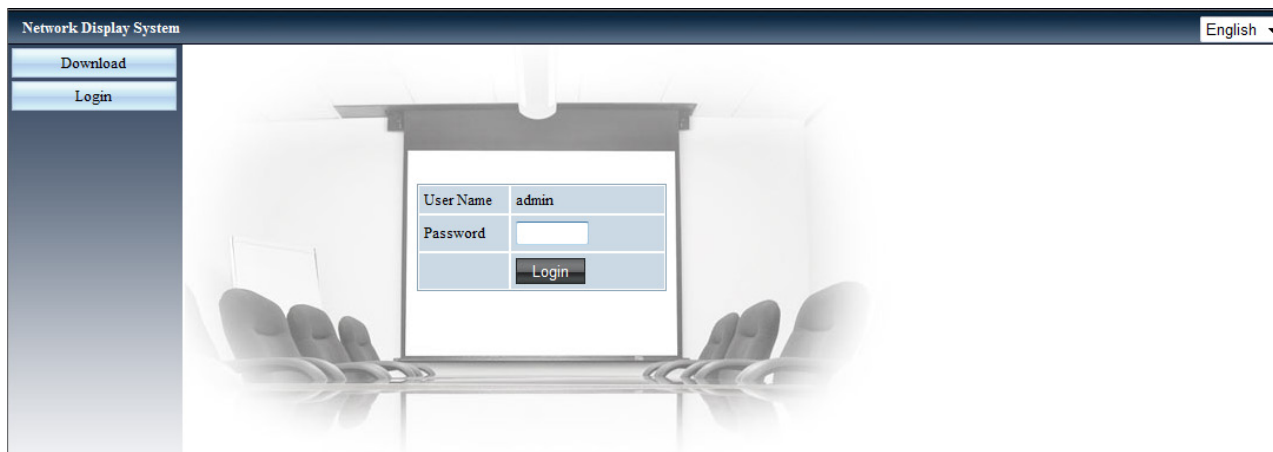 Network Display System
English
Download
Login
User Name admin
Password
Login